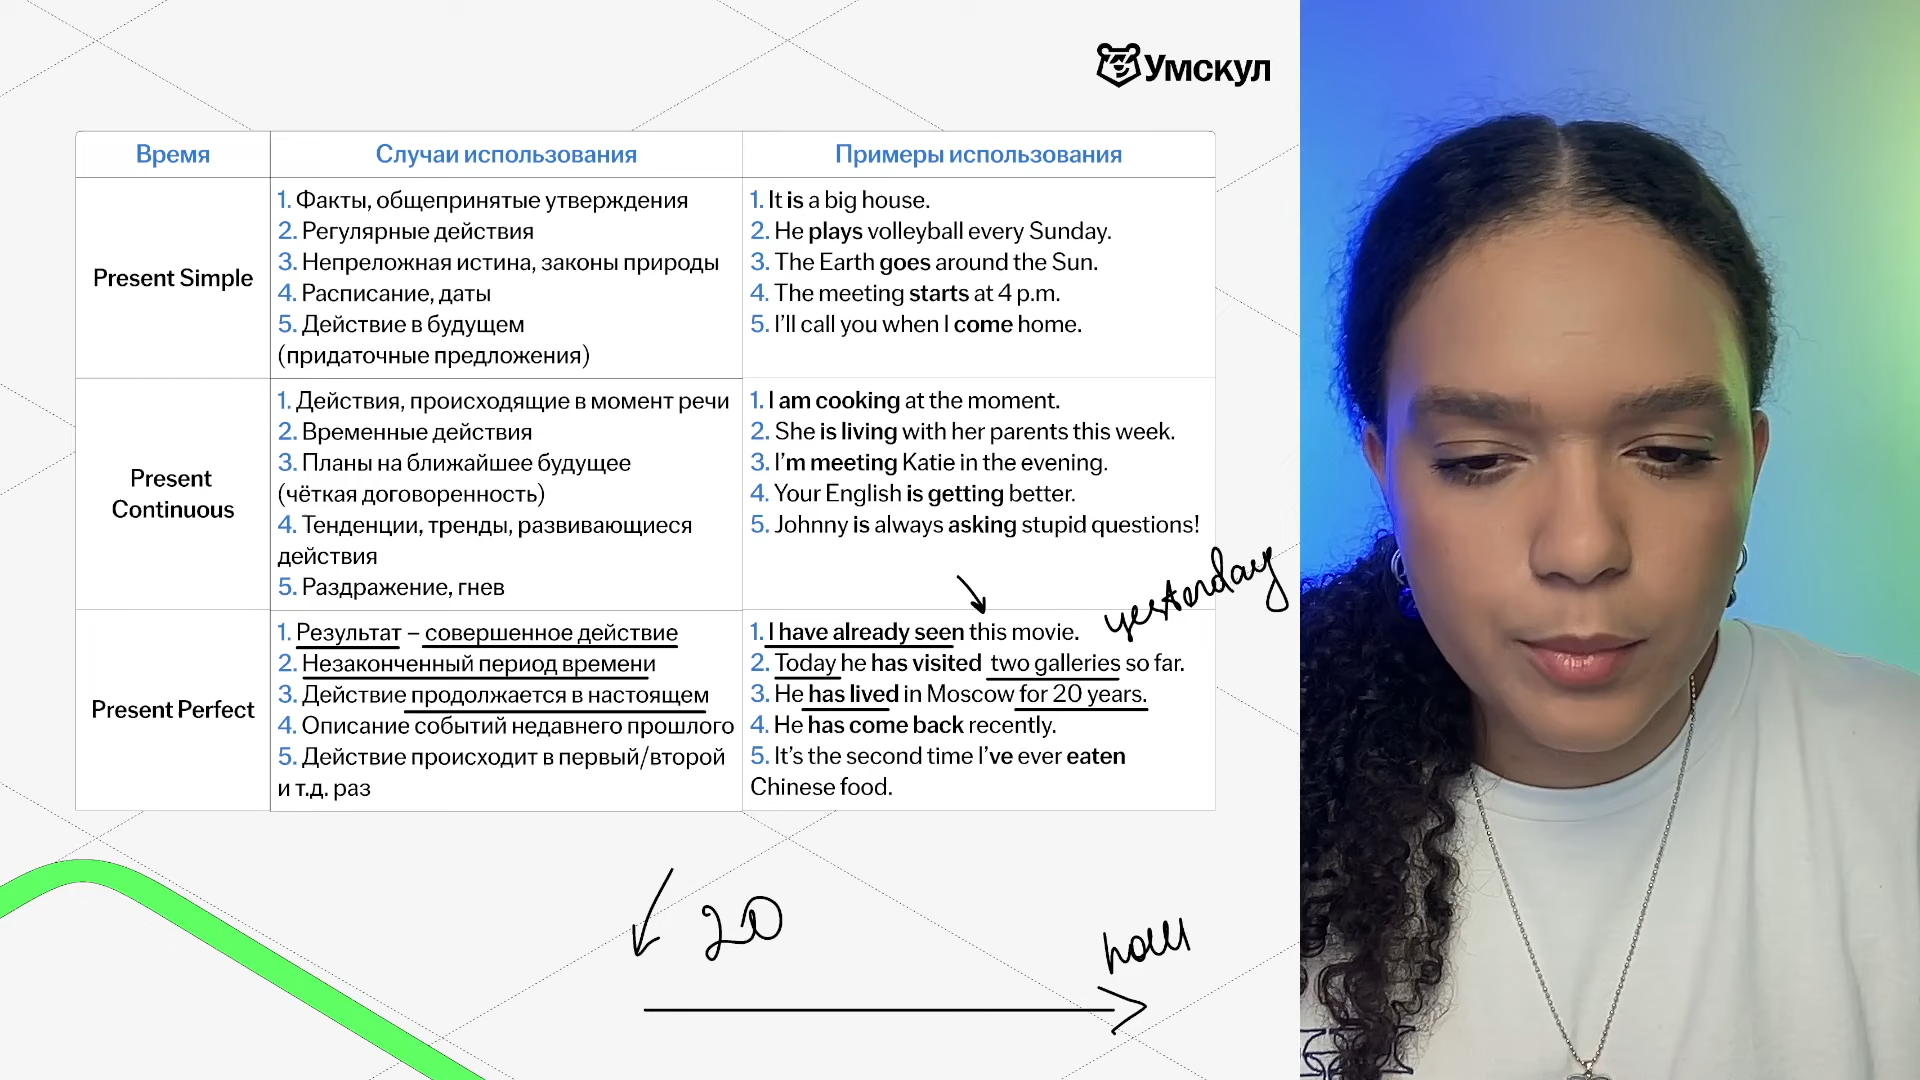 Умскул
Время
Случаи использования
Примеры использования
Present Simple
1. Факты, общепринятые утверждения
2. Регулярные действия
3. Непреложная истина, законы природы
4. Расписание, даты
5. Действие в будущем
(придаточные предложения)
1. It is a big house.
2. He plays volleyball every Sunday.
3. The Earth goes around the Sun.
4. The meeting starts at 4 p.m.
5. I’ll call you when I come home.
Present
Continuous
1. Действия, происходящие в момент речи
2. Временные действия
3. Планы на ближайшее будущее
(чёткая договоренность)
4. Тенденции, тренды, развивающиеся
действия
5. Раздражение, гнев
1. I am cooking at the moment.
2. She is living with her parents this week.
3. I’m meeting Katie in the evening.
4. Your English is getting better.
5. Johnny is always asking stupid questions!
yesterday
Present Perfect
1. Результат – совершенное действие
2. Незаконченный период времени
3. Действие продолжается в настоящем
4. Описание событий недавнего прошлого
5. Действие происходит в первый/второй
и т.д. раз
1. I have already seen this movie.
2. Today he has visited two galleries so far.
3. He has lived in Moscow for 20 years.
4. He has come back recently.
5. It’s the second time I’ve ever eaten
Chinese food.
20
now